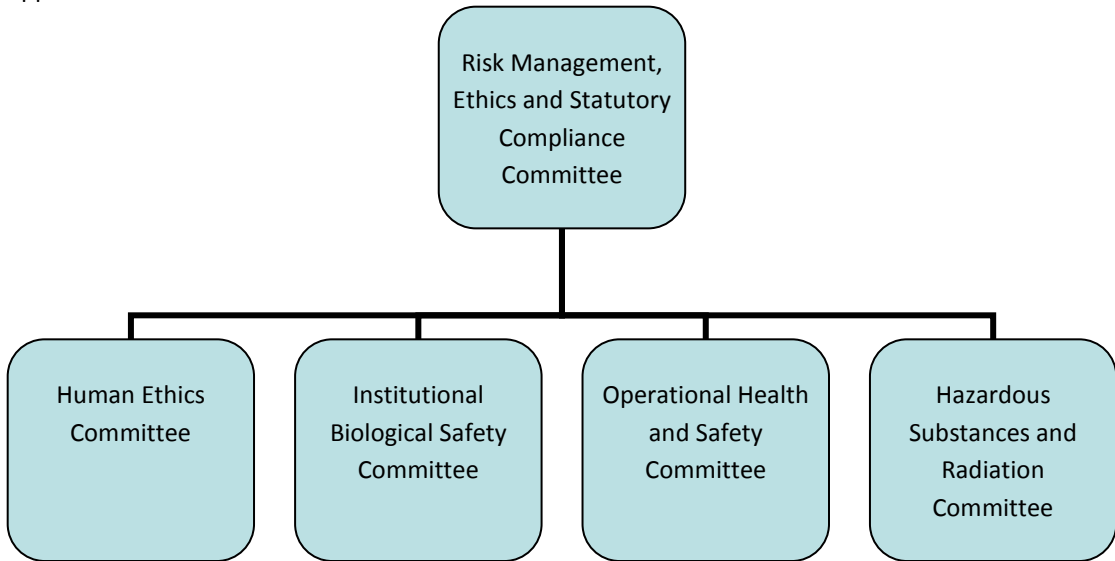 Risk Management,
Ethics and Statutory
Compliance
Committee
Human Ethics
Committee
Institutional
Biological Safety
Committee
Operational Health
and Safety
Committee
Hazardous
Substances and
Radiation
Committee